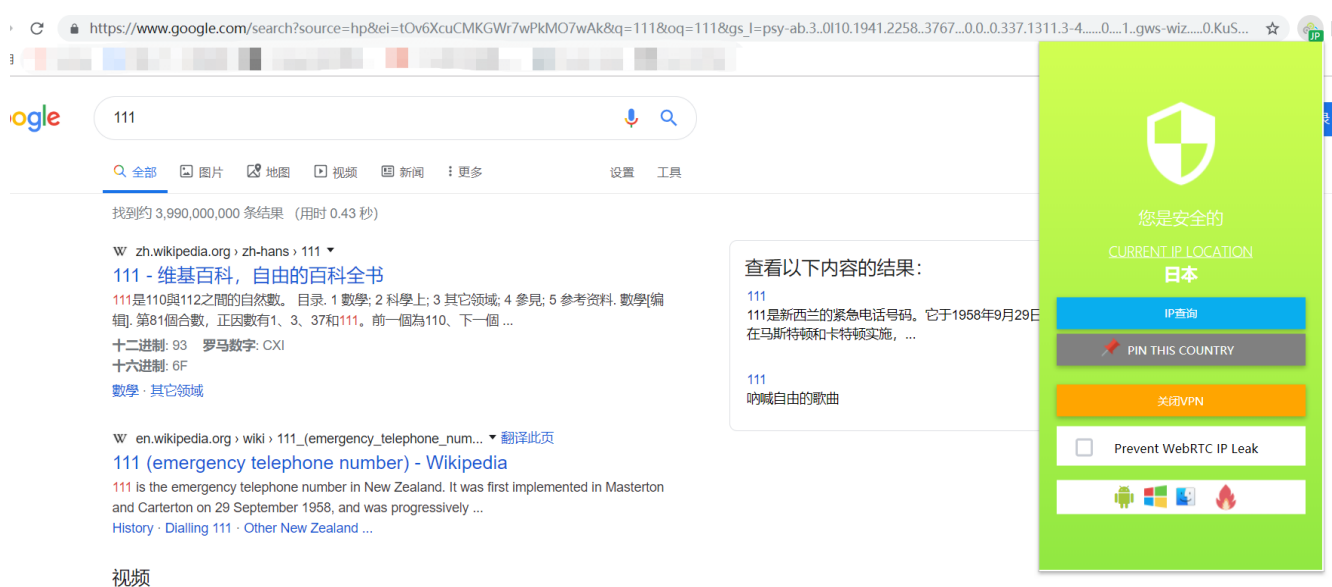 https://www.google.com/search?source=hp&ei=tOv6XcuCMKGWr7wPkMO7wAk&q=111&oq=111&gs_l=psy-ab.3..0l10.1941.2258..3767...0.0..0.337.1311.3-4......0....1..gws-wiz.....0.KuS...
JP
ogle
111
全部 图片 地图 视频 新闻 更多 设置 工具
找到约 3,990,000,000 条结果 （用时 0.43 秒）
W zh.wikipedia.org › zh-hans › 111
111 - 维基百科，自由的百科全书
111是110與112之間的自然數。 目录. 1 數學; 2 科學上; 3 其它领域; 4 參見; 5 參考资料. 數學[编
辑]. 第81個合數，正因數有1、3、37和111。前一個為110、下一個 ...
十二进制: 93 罗马数字: CXI
十六进制: 6F
數學 · 其它领域
W en.wikipedia.org › wiki › 111_(emergency_telephone_num... 翻译此页
111 (emergency telephone number) - Wikipedia
111 is the emergency telephone number in New Zealand. It was first implemented in Masterton
and Carterton on 29 September 1958, and was progressively ...
History · Dialling 111 · Other New Zealand ...
视频
查看以下内容的结果：
111
111是新西兰的紧急电话号码。它于1958年9月29日
在马斯特顿和卡特顿实施，...
111
呐喊自由的歌曲
您是安全的
CURRENT IP LOCATION
日本
IP查询
PIN THIS COUNTRY
关闭VPN
Prevent WebRTC IP Leak